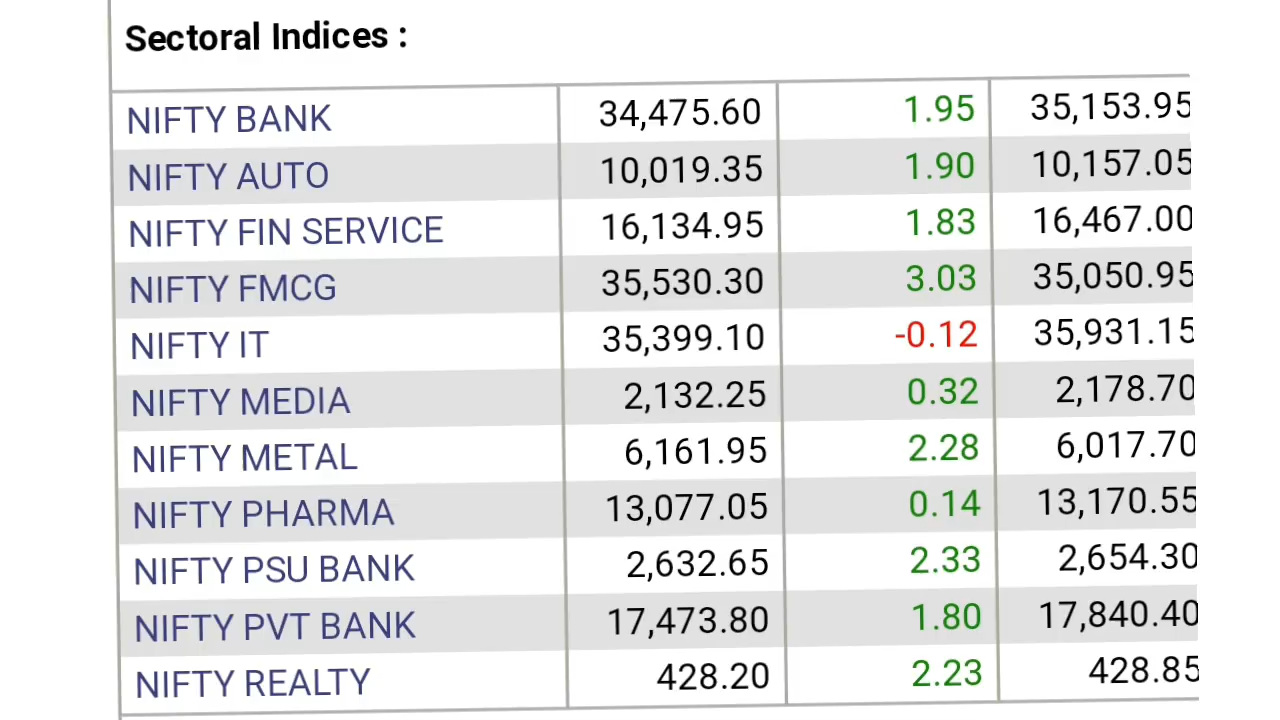 Sectoral Indices :
NIFTY BANK 34,475.60 1.95 35,153.95
NIFTY AUTO 10,019.35 1.90 10,157.05
NIFTY FIN SERVICE 16,134.95 1.83 16,467.00
NIFTY FMCG 35,530.30 3.03 35,050.95
NIFTY IT 35,399.10 -0.12 35,931.15
NIFTY MEDIA 2,132.25 0.32 2,178.70
NIFTY METAL 6,161.95 2.28 6,017.70
NIFTY PHARMA 13,077.05 0.14 13,170.55
NIFTY PSU BANK 2,632.65 2.33 2,654.30
NIFTY PVT BANK 17,473.80 1.80 17,840.40
NIFTY REALTY 428.20 2.23 428.85